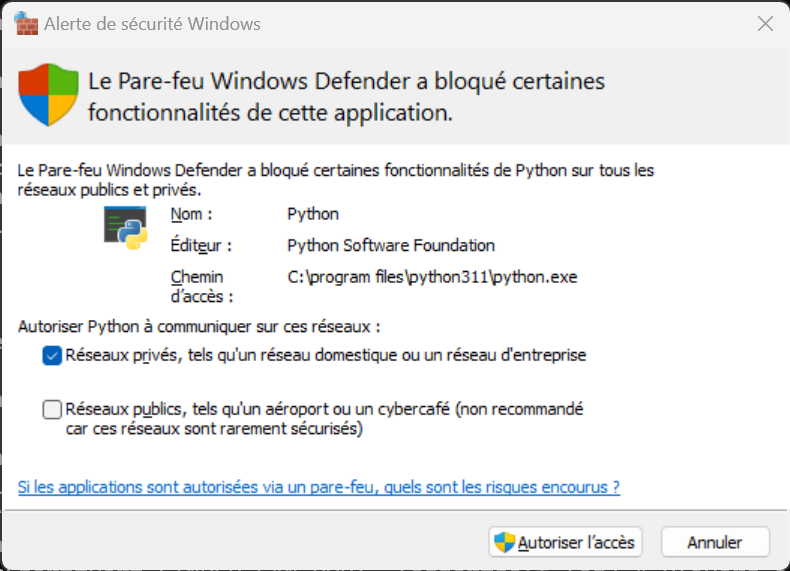 Alerte de sécurité Windows
Le Pare-feu Windows Defender a bloqué certaines
fonctionnalités de cette application.
Le Pare-feu Windows Defender a bloqué certaines fonctionnalités de Python sur tous les
réseaux publics et privés.
Nom : Python
Éditeur : Python Software Foundation
Chemin d'accès : C:\program files\python311\python.exe
Autoriser Python à communiquer sur ces réseaux :
Réseaux privés, tels qu'un réseau domestique ou un réseau d'entreprise
Réseaux publics, tels qu'un aéroport ou un cybercafé (non recommandé
car ces réseaux sont rarement sécurisés)
Si les applications sont autorisées via un pare-feu, quels sont les risques encourus ?
Autoriser l'accès Annuler